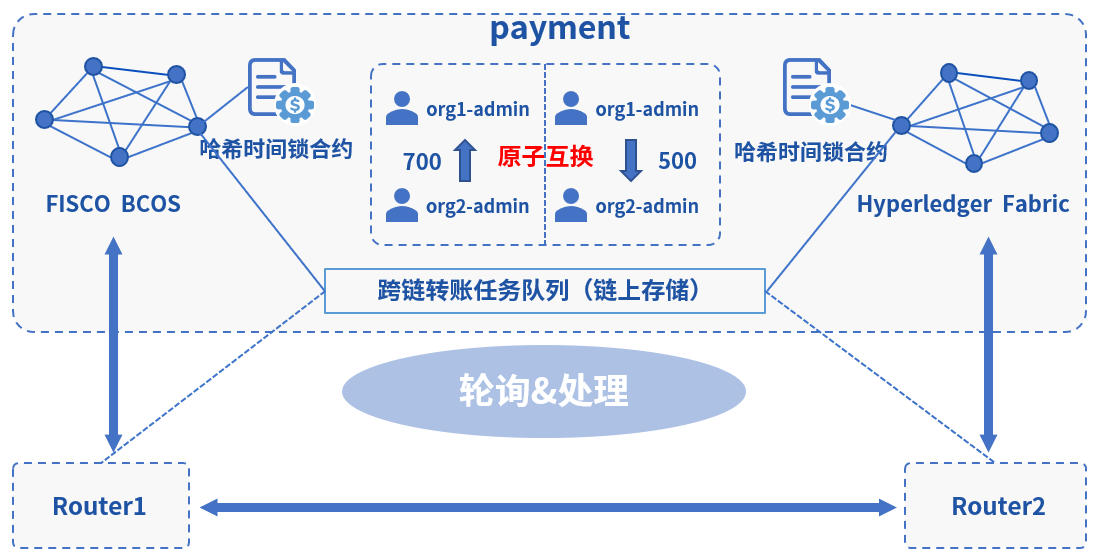 payment
org1-admin
org1-admin
哈希时间锁合约
700
原子互换
500
哈希时间锁合约
FISCO BCOS
org2-admin
org2-admin
Hyperledger Fabric
跨链转账任务队列（链上存储）
轮询&处理
Router1
Router2